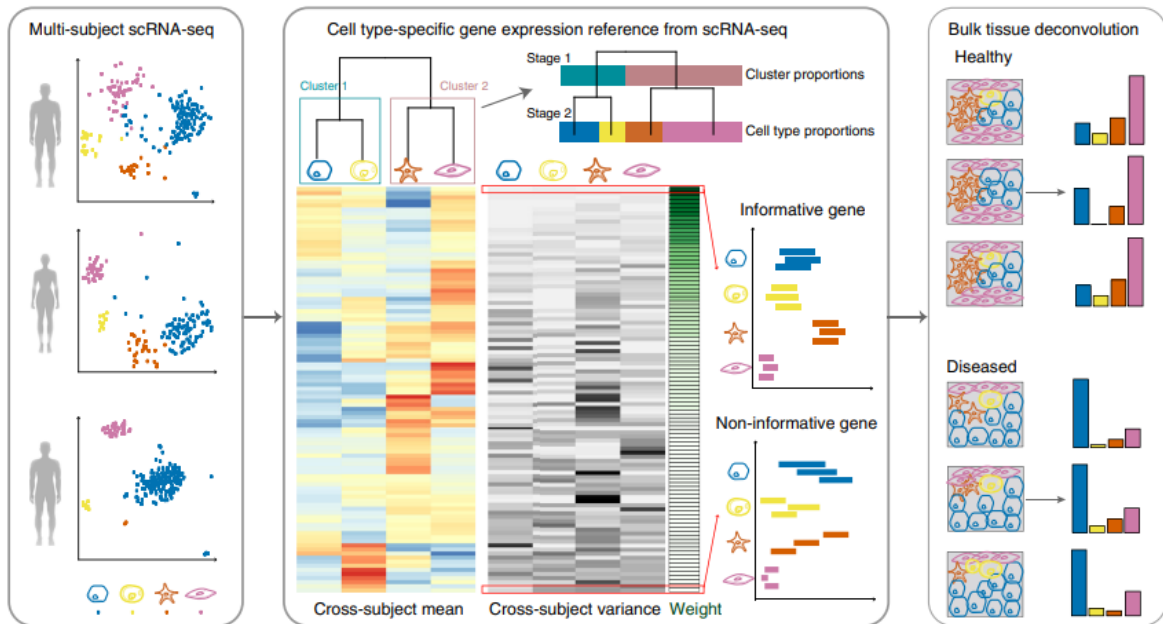 Multi-subject scRNA-seq
Cell type-specific gene expression reference from scRNA-seq
Cluster 1
Cluster 2
Stage 1
Cluster proportions
Stage 2
Cell type proportions
Informative gene
Non-informative gene
Cross-subject mean
Cross-subject variance
Weight
Bulk tissue deconvolution
Healthy
Diseased